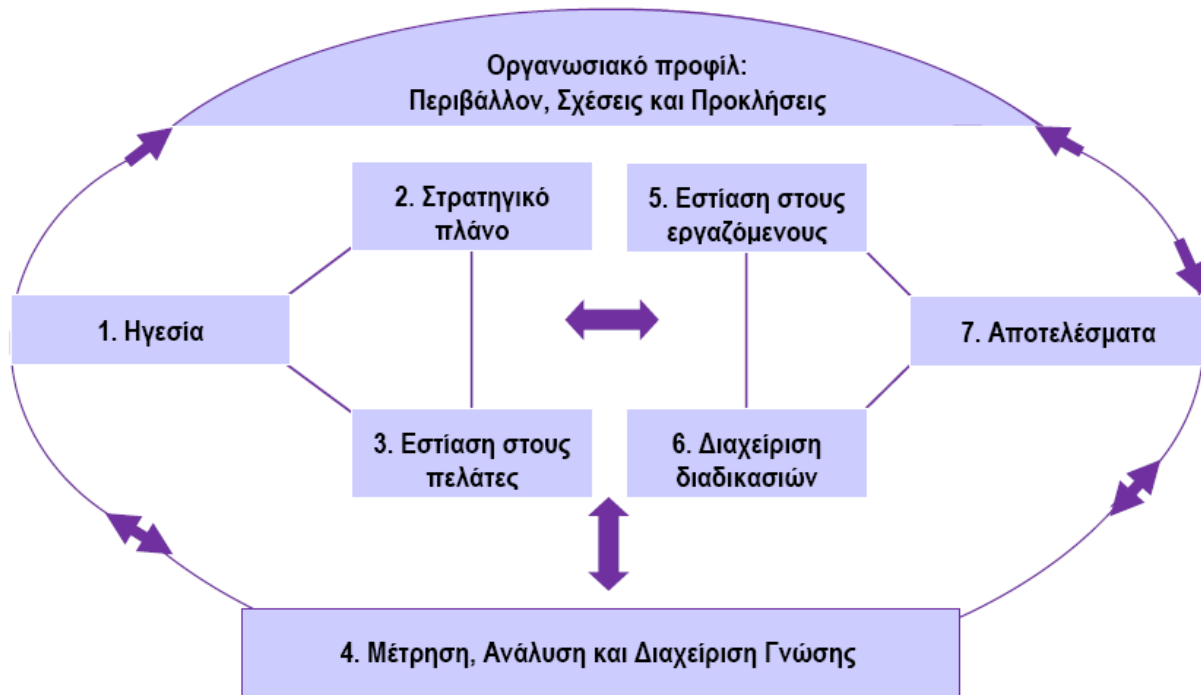 Οργανωσιακό προφίλ:
Περιβάλλον, Σχέσεις και Προκλήσεις
2. Στρατηγικό
πλάνο
5. Εστίαση στους
εργαζόμενους
1. Ηγεσία
7. Αποτελέσματα
3. Εστίαση στους
πελάτες
6. Διαχείριση
διαδικασιών
4. Μέτρηση, Ανάλυση και Διαχείριση Γνώσης